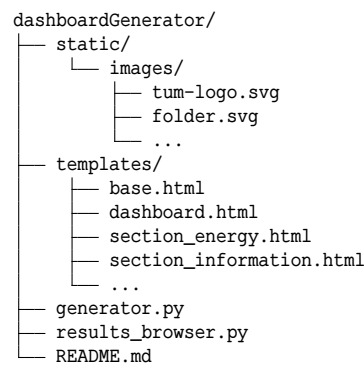 dashboardGenerator/
├── static/
│   └── images/
│       ├── tum-logo.svg
│       ├── folder.svg
│       └── ...
├── templates/
│   ├── base.html
│   ├── dashboard.html
│   ├── section_energy.html
│   ├── section_information.html
│   └── ...
├── generator.py
├── results_browser.py
└── README.md